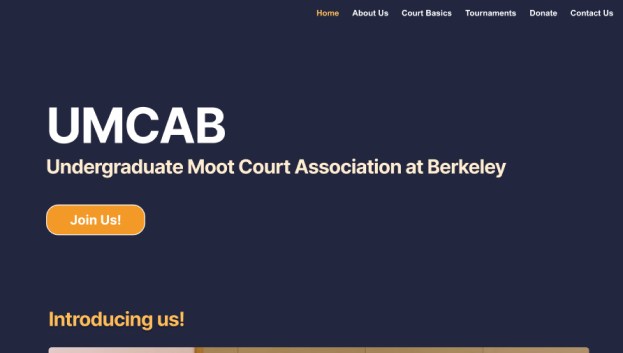 Home About Us Court Basics Tournaments Donate Contact Us
UMCAB
Undergraduate Moot Court Association at Berkeley
Join Us!
Introducing us!